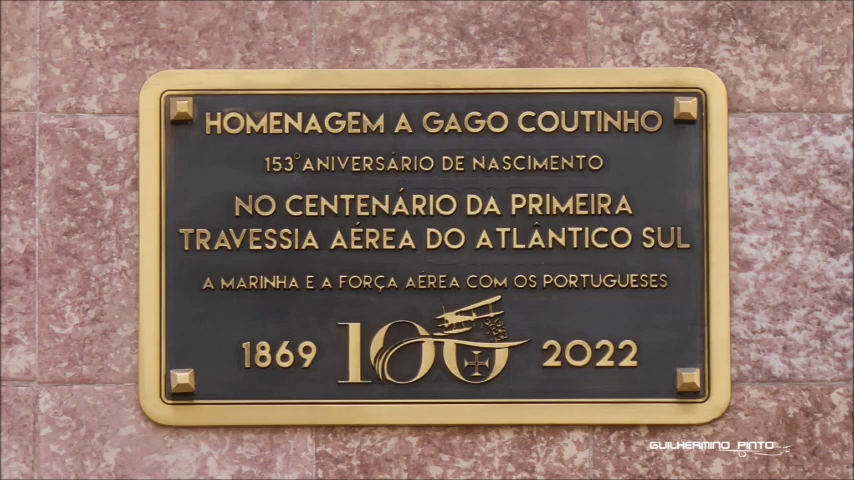 HOMENAGEM A GAGO COUTINHO
153º ANIVERSÁRIO DE NASCIMENTO
NO CENTENÁRIO DA PRIMEIRA
TRAVESSIA AÉREA DO ATLÂNTICO SUL
A MARINHA E A FORÇA AÉREA COM OS PORTUGUESES
1869 100 2022
GUILHERMINO PINTO